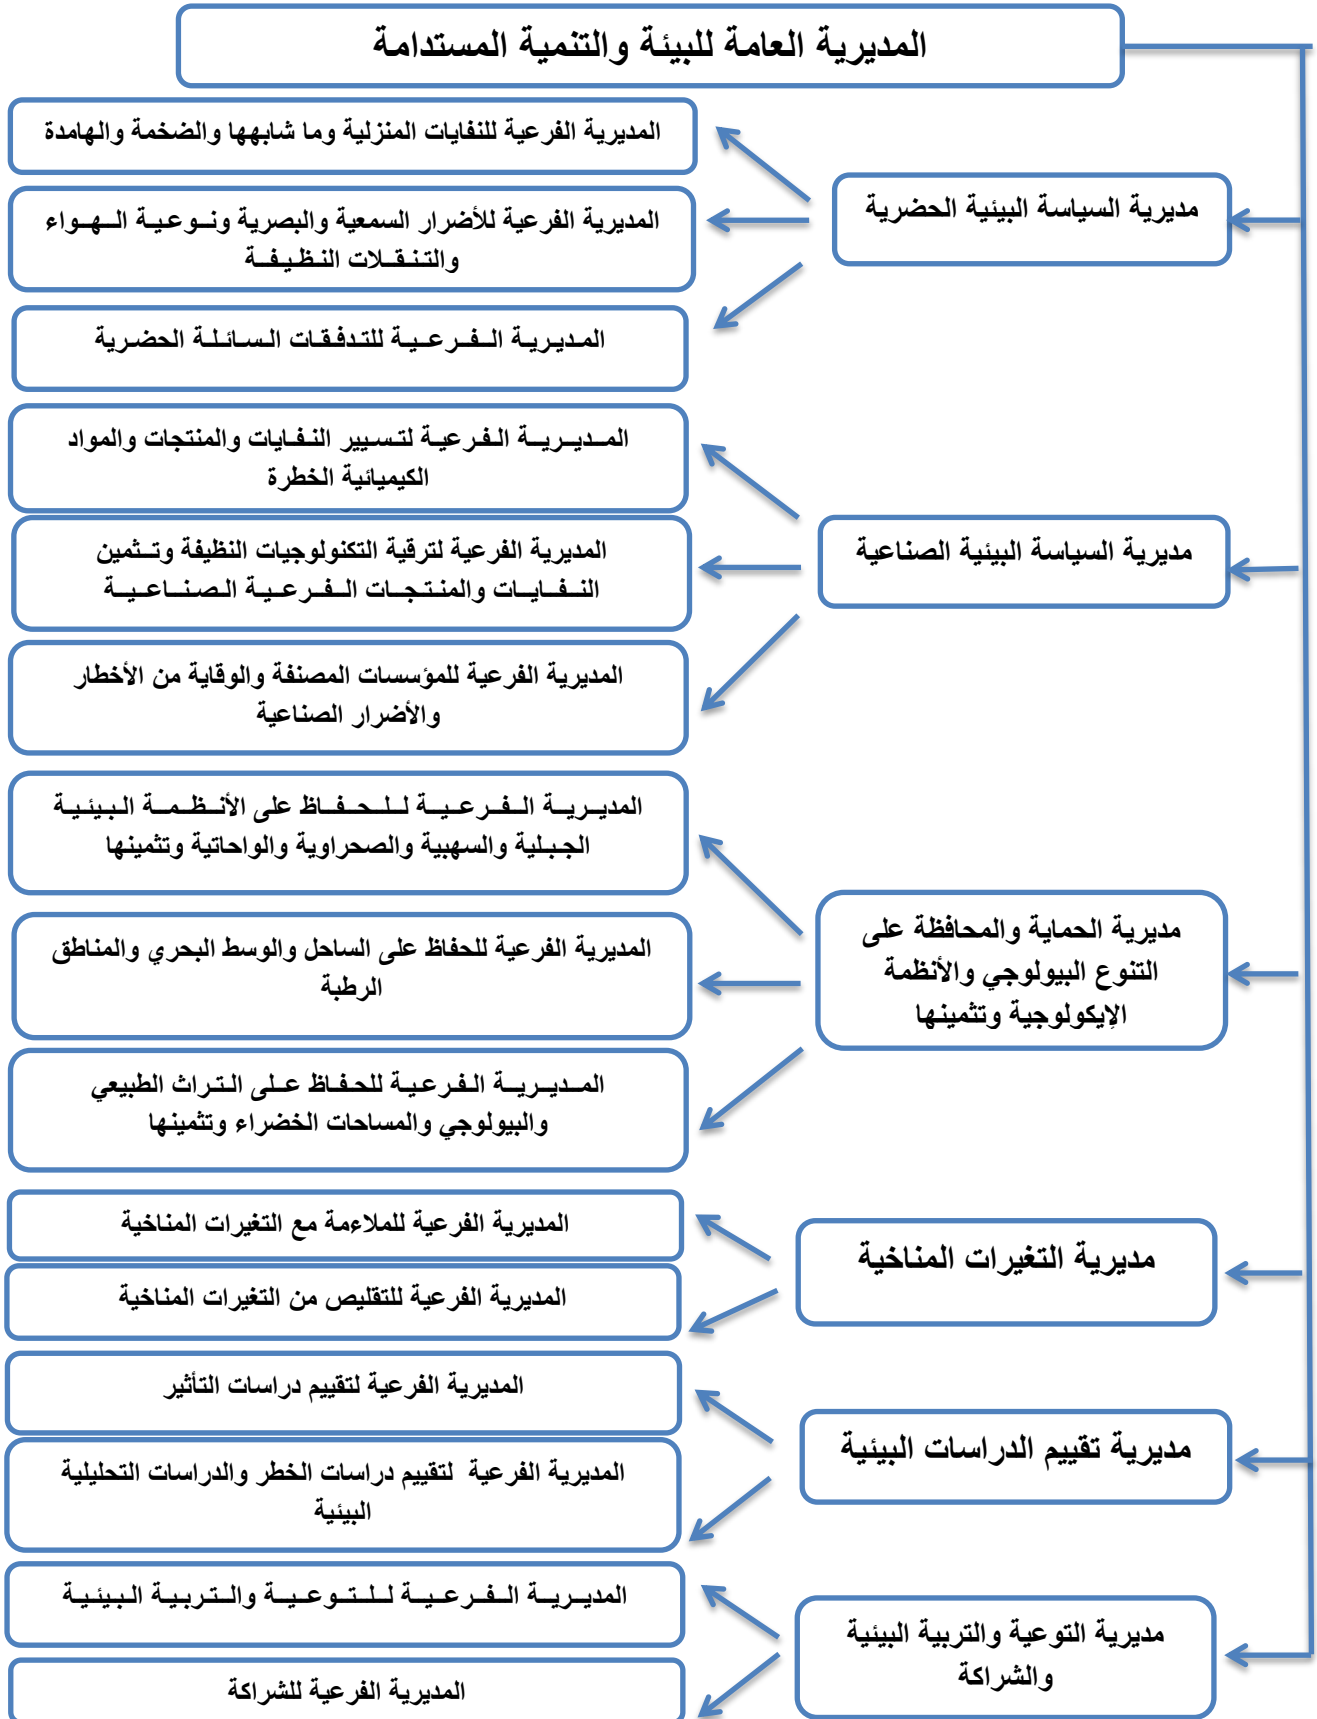 المديرية العامة للبيئة والتنمية المستدامة
مديرية السياسة البيئية الحضرية
المديرية الفرعية للنفايات المنزلية وما شابهها والضخمة والهامدة
المديرية الفرعية للأضرار السمعية والبصرية ونوعية الهواء
والتنقلات النظيفة
المديرية الفرعية للتدفقات السائلة الحضرية
مديرية السياسة البيئية الصناعية
المديرية الفرعية لتسيير النفايات والمنتجات والمواد
الكيميائية الخطرة
المديرية الفرعية لترقية التكنولوجيات النظيفة وتثمين
النفايات والمنتجات الفرعية الصناعية
المديرية الفرعية للمؤسسات المصنفة والوقاية من الأخطار
والأضرار الصناعية
مديرية الحماية والمحافظة على
التنوع البيولوجي والأنظمة
الإيكولوجية وتثمينها
المديرية الفرعية للحفاظ على الأنظمة البيئية
الجبلية والسهبية والصحراوية والواحاتية وتثمينها
المديرية الفرعية للحفاظ على الساحل والوسط البحري والمناطق
الرطبة
المديرية الفرعية للحفاظ على التراث الطبيعي
والبيولوجي والمساحات الخضراء وتثمينها
مديرية التغيرات المناخية
المديرية الفرعية للملاءمة مع التغيرات المناخية
المديرية الفرعية للتقليص من التغيرات المناخية
مديرية تقييم الدراسات البيئية
المديرية الفرعية لتقييم دراسات التأثير
المديرية الفرعية لتقييم دراسات الخطر والدراسات التحليلية
البيئية
مديرية التوعية والتربية البيئية
والشراكة
المديرية الفرعية للتوعية والتربية البيئية
المديرية الفرعية للشراكة